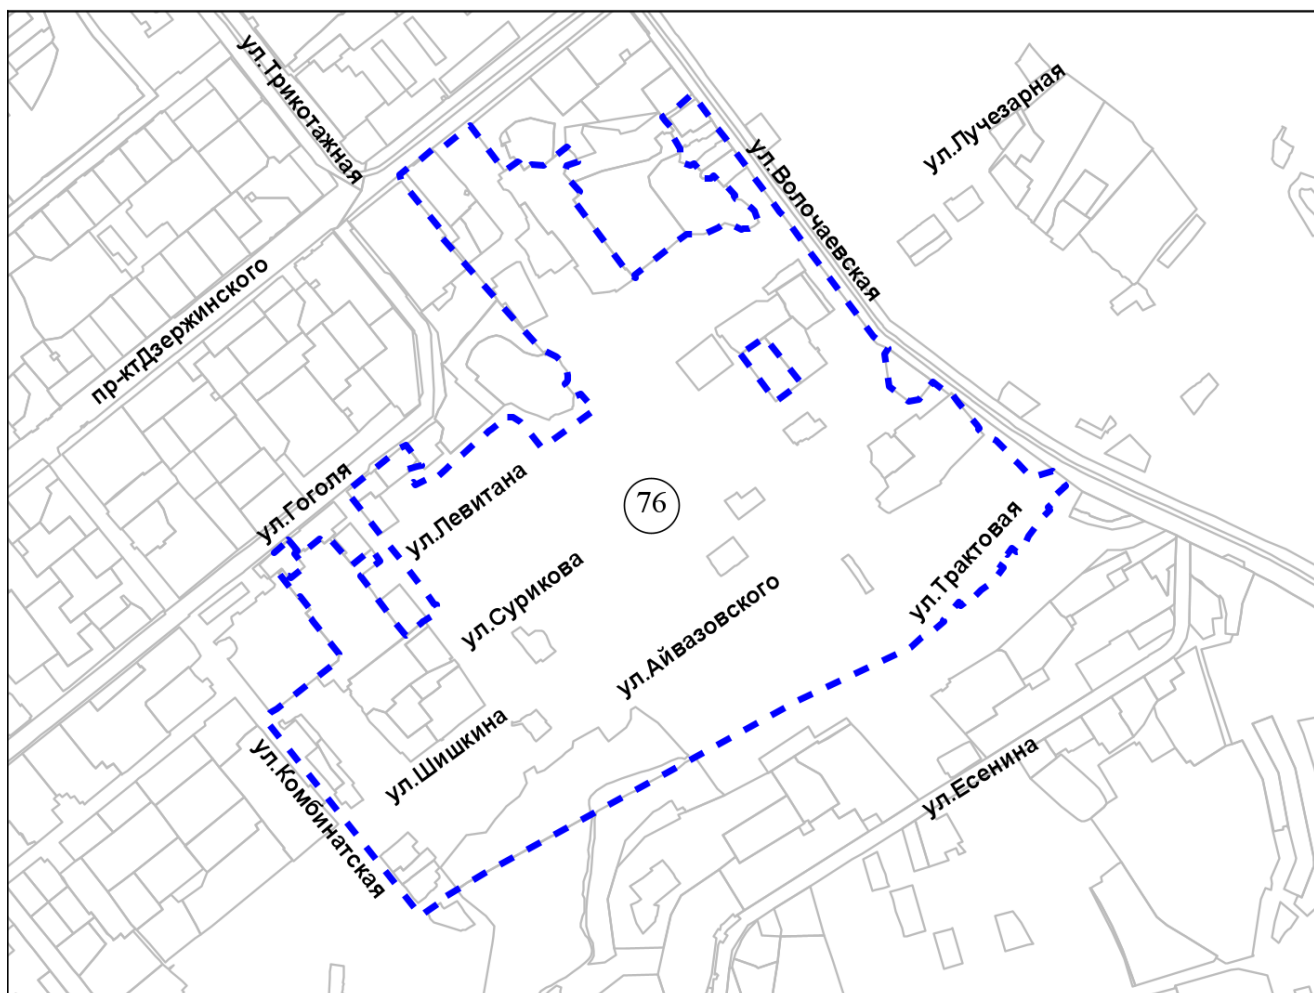 ул.Трикотажная
ул.Лучезарная
ул.Волочаевская
пр-ктДзержинского
ул.Гоголя
ул.Левитана
76
ул.Сурикова
ул.Трактовая
ул.Айвазовского
ул.Шишкина
ул.Есенина
ул.Комбинатская